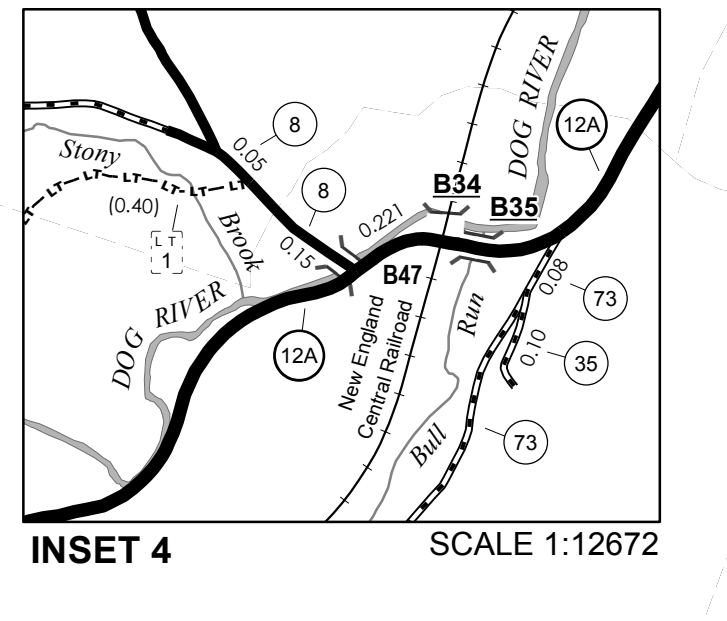 8
12A
0.05
Stony
DOG RIVER
B34
8
B35
LT LT LT LT LT
(0.40)
0.221
Brook
L T
1
0.15
B47
0.08
73
DOG RIVER
12A
New England
Central Railroad
Run
0.10
35
Bull
73
INSET 4
SCALE 1:12672